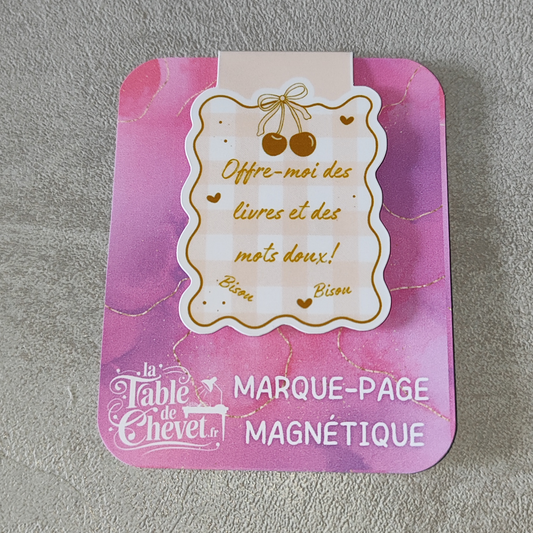 Offre-moi des
livres et des
mots doux!
Bisou
Bisou
la
Table
de
Chevet.fr
MARQUE-PAGE
MAGNÉTIQUE